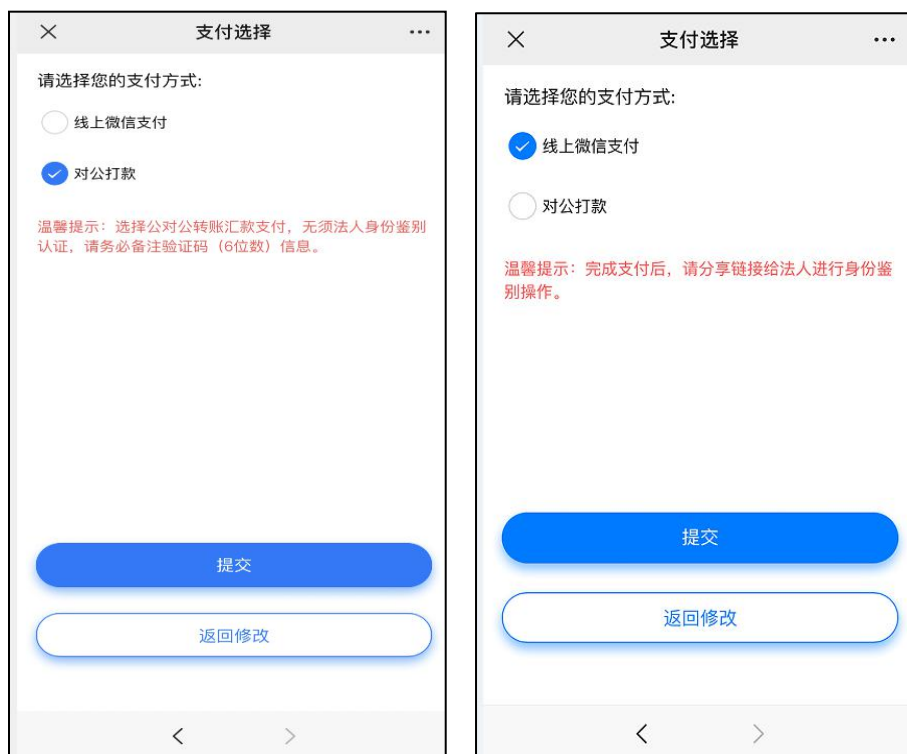 支付选择
请选择您的支付方式:
线上微信支付
对公打款
温馨提示：选择公对公转账汇款支付，无须法人身份鉴别
认证，请务必备注验证码（6位数）信息。
提交
返回修改
支付选择
请选择您的支付方式:
线上微信支付
对公打款
温馨提示：完成支付后，请分享链接给法人进行身份鉴
别操作。
提交
返回修改